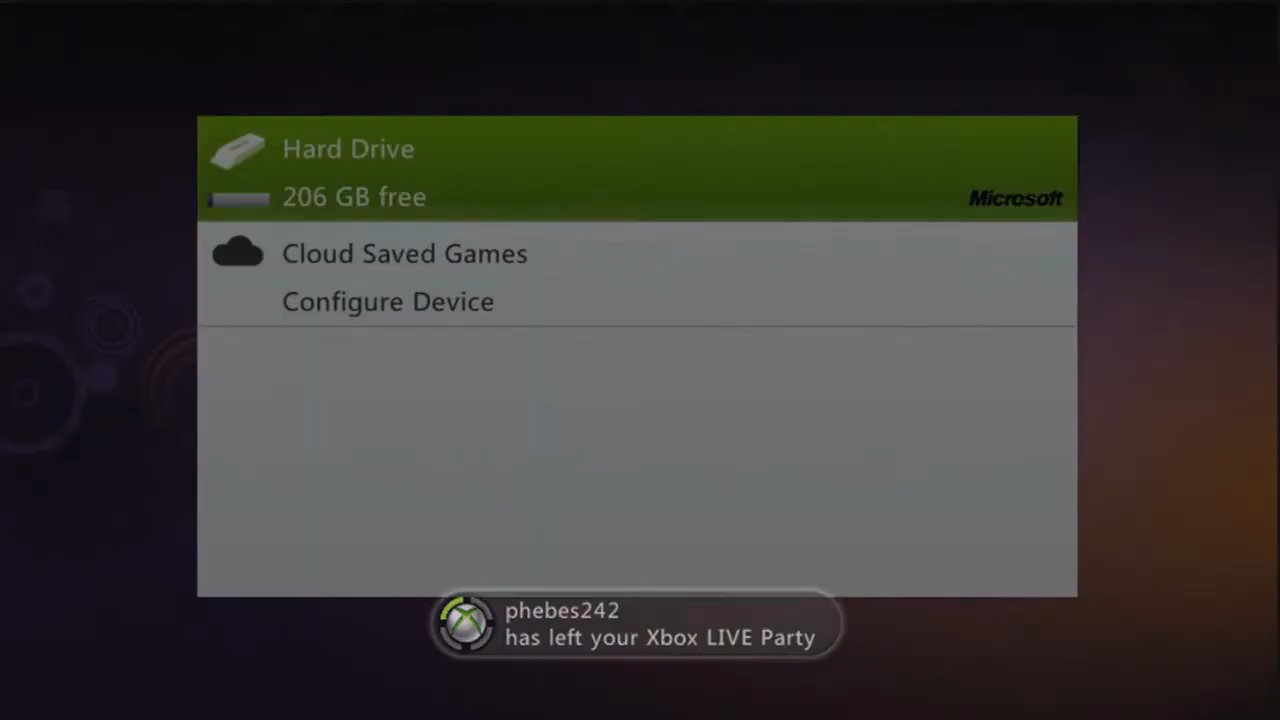 Hard Drive
206 GB free
Microsoft
Cloud Saved Games
Configure Device
phebes242
has left your Xbox LIVE Party